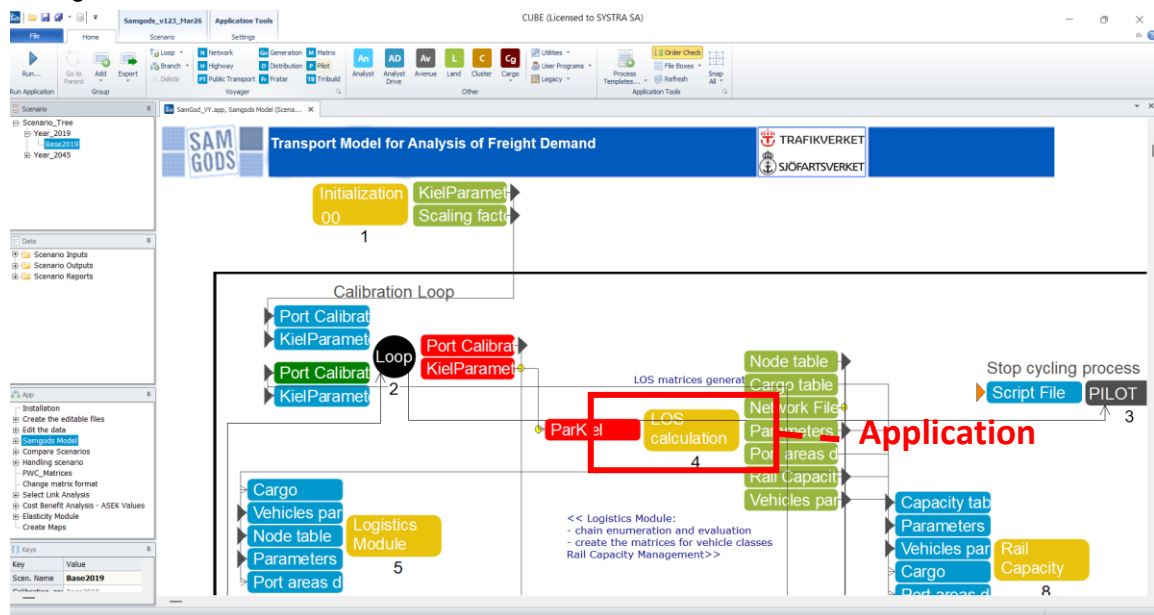 Samgods_v123_Mar26
Application Tools
CUBE (Licensed to SYSTRA SA)
File
Home
Scenario
Settings
Run...
Go to Parent
Add
Export
Loop
Branch
Delete
Network
Highway
Public Transport
Generation
Distribution
Fratar
Matrix
Pilot
Trnbuild
An
Analyst
AD
Analyst Drive
Av
Avenue
L
Land
C
Cluster
Cg
Cargo
Utilities
User Programs
Legacy
Process Templates...
Order Check
File Boxes
Refresh
Snap All
Run Application
Group
Voyager
Other
Application Tools
Scenario
SamGod_VY.app, Samgods Model (Scena...
Scenario_Tree
Year_2019
Base2019
Year_2045
SAM
GODS
Transport Model for Analysis of Freight Demand
TRAFIKVERKET
SJÖFARTSVERKET
Initialization
00
1
KielParamet
Scaling facto
Data
Scenario Inputs
Scenario Outputs
Scenario Reports
Calibration Loop
Port Calibrat
KielParamet
Port Calibrat
KielParamet
Loop
2
Port Calibrat
KielParamet
LOS matrices generat
Node table
Cargo table
Network File
Parameters
Port areas d
Rail Capacit
Vehicles par
Stop cycling process
Script File
PILOT
3
ParKiel
LOS
calculation
4
Application
App
Installation
Create the editable files
Edit the data
Samgods Model
Compare Scenarios
Handling scenario
PWC_Matrices
Change matrix format
Select Link Analysis
Cost Benefit Analysis - ASEK Values
Elasticity Module
Create Maps
Cargo
Vehicles par
Node table
Parameters
Port areas d
Logistics
Module
5
<< Logistics Module:
- chain enumeration and evaluation
- create the matrices for vehicle classes
Rail Capacity Management>>
Capacity tab
Parameters
Vehicles par
Cargo
Port areas d
Rail
Capacity
8
Keys
Key
Value
Scen. Name
Base2019